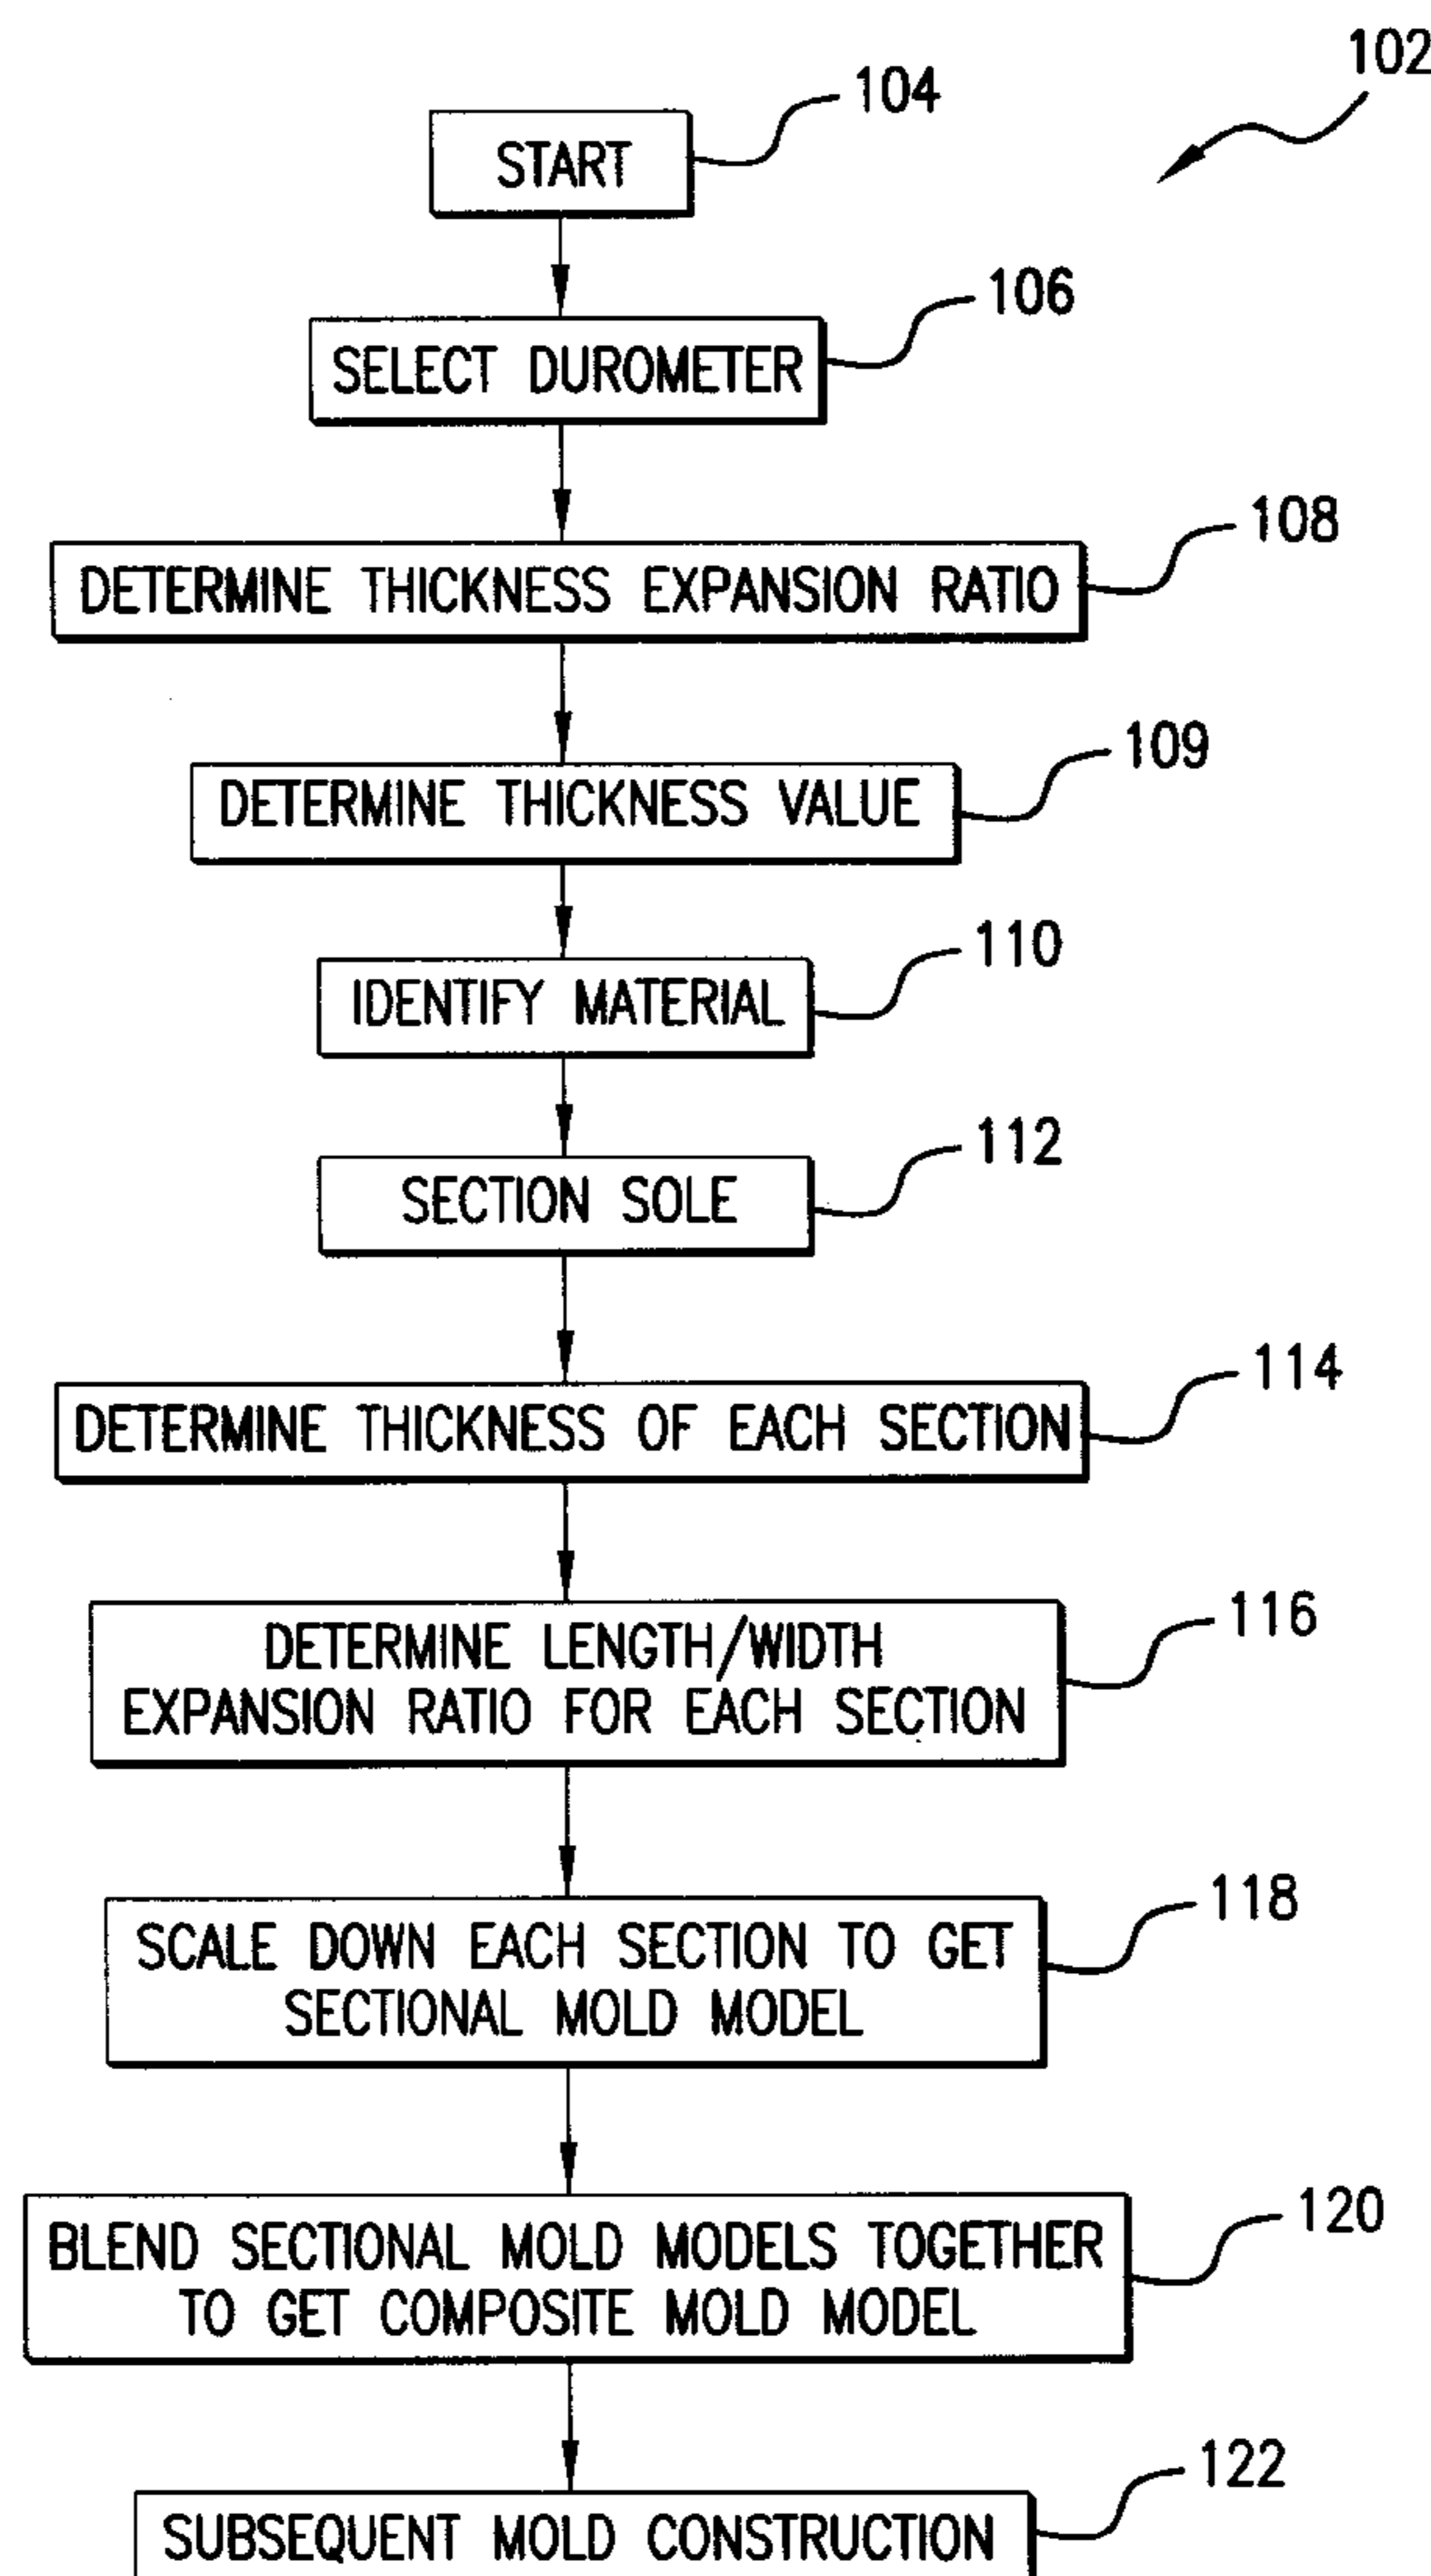 102
START
104
SELECT DUROMETER
106
DETERMINE THICKNESS EXPANSION RATIO
108
DETERMINE THICKNESS VALUE
109
IDENTIFY MATERIAL
110
SECTION SOLE
112
DETERMINE THICKNESS OF EACH SECTION
114
DETERMINE LENGTH/WIDTH
EXPANSION RATIO FOR EACH SECTION
116
SCALE DOWN EACH SECTION TO GET
SECTIONAL MOLD MODEL
118
BLEND SECTIONAL MOLD MODELS TOGETHER
TO GET COMPOSITE MOLD MODEL
120
SUBSEQUENT MOLD CONSTRUCTION
122